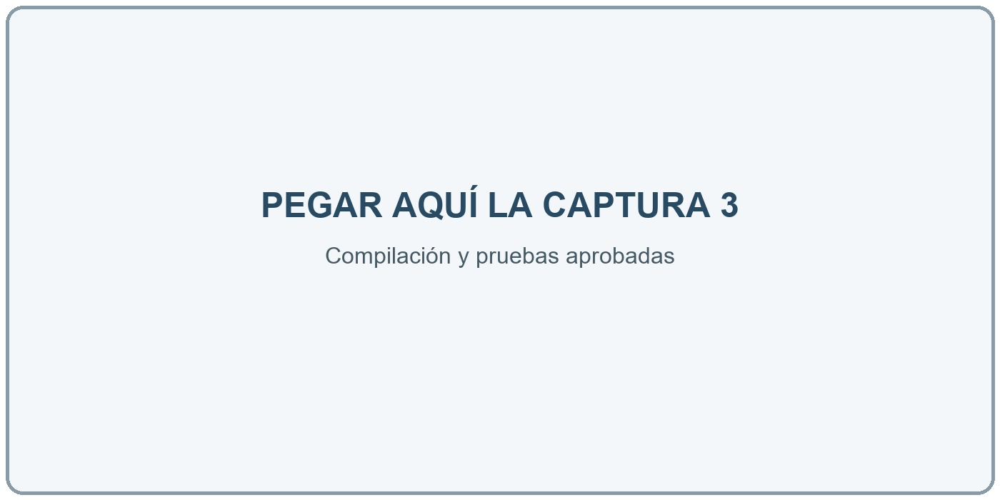 PEGAR AQUÍ LA CAPTURA 3
Compilación y pruebas aprobadas